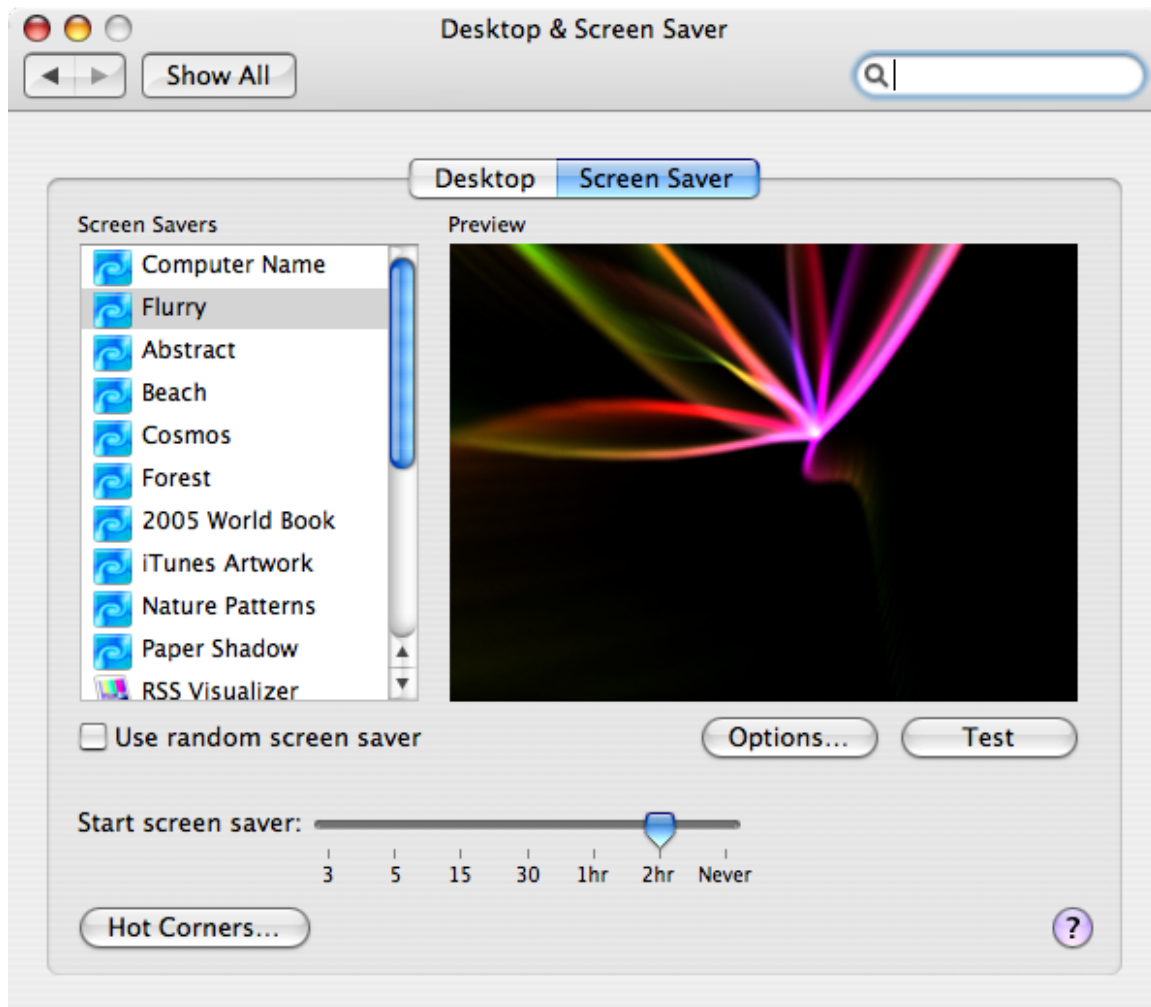 Desktop & Screen Saver
Show All
Desktop
Screen Saver
Screen Savers
Preview
Computer Name
Flurry
Abstract
Beach
Cosmos
Forest
2005 World Book
iTunes Artwork
Nature Patterns
Paper Shadow
RSS Visualizer
Use random screen saver
Options...
Test
Start screen saver:
3 5 15 30 1hr 2hr Never
Hot Corners...
?